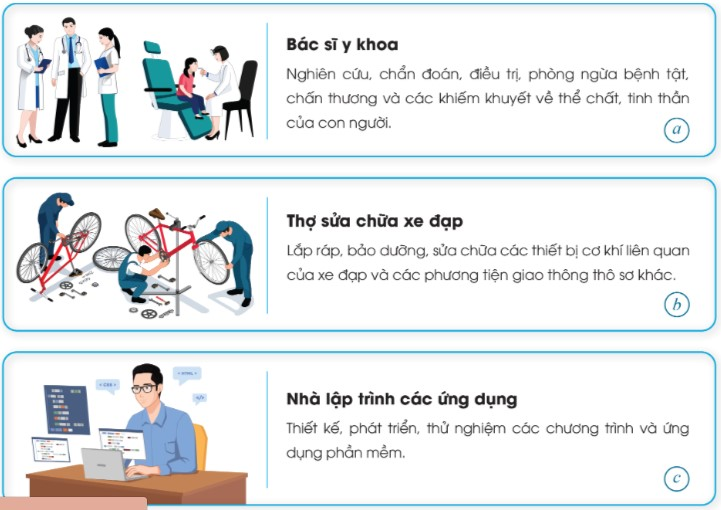 Bác sĩ y khoa
Nghiên cứu, chẩn đoán, điều trị, phòng ngừa bệnh tật,
chấn thương và các khiếm khuyết về thể chất, tinh thần
của con người.
a
Thợ sửa chữa xe đạp
Lắp ráp, bảo dưỡng, sửa chữa các thiết bị cơ khí liên quan
của xe đạp và các phương tiện giao thông thô sơ khác.
b
< CSS >
< HTML >
</>
Nhà lập trình các ứng dụng
Thiết kế, phát triển, thử nghiệm các chương trình và ứng
dụng phần mềm.
c